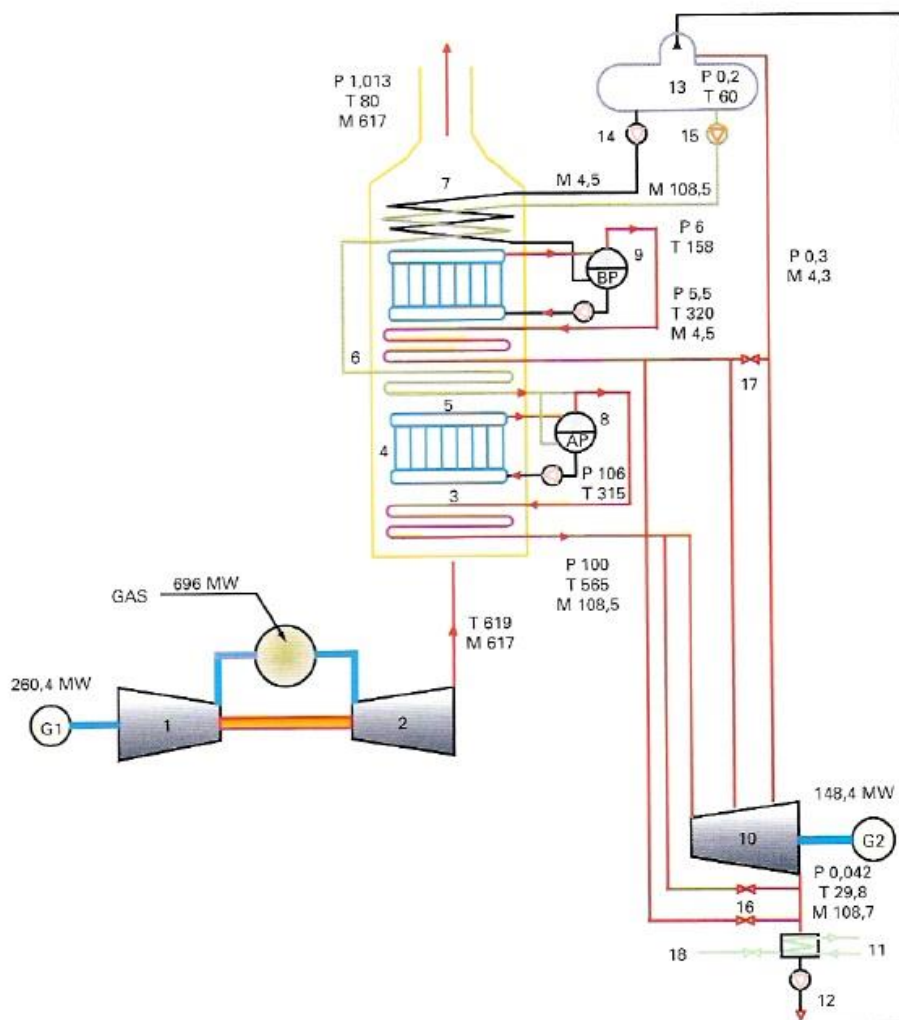 P 1,013
T 80
M 617
13
P 0,2
T 60
14
15
7
M 4,5
M 108,5
9
P 6
T 158
BP
P 0,3
M 4,3
P 5,5
T 320
M 4,5
6
17
5
8
4
AP
P 106
T 315
3
P 100
T 565
M 108,5
696 MW
GAS
T 619
M 617
260,4 MW
G1
1
2
148,4 MW
10
G2
P 0,042
T 29,8
M 108,7
16
18
11
12